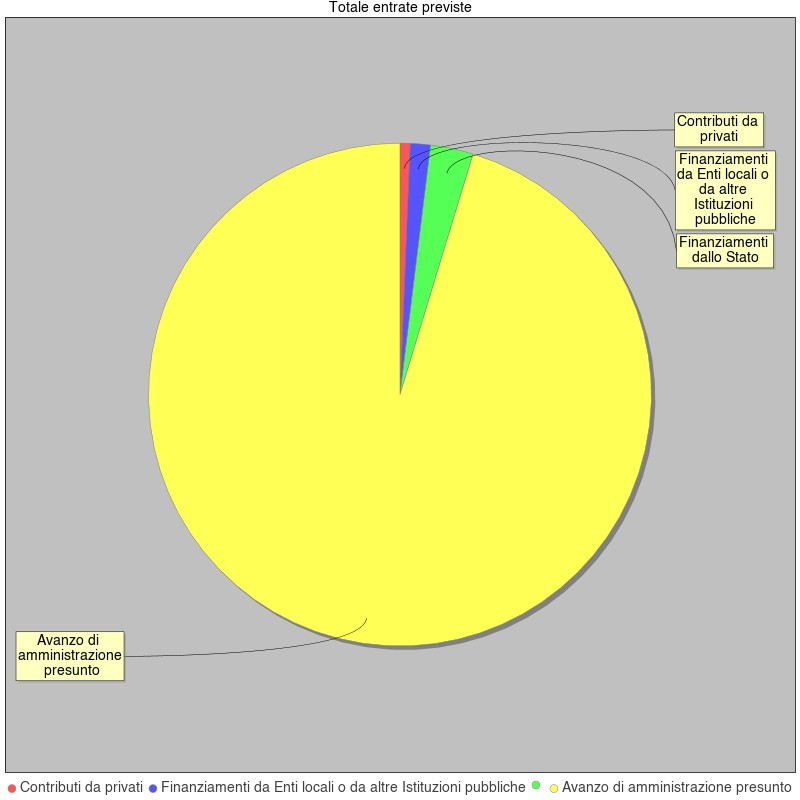 Totale entrate previste
Contributi da
privati
Finanziamenti
da Enti locali o
da altre
Istituzioni
pubbliche
Finanziamenti
dallo Stato
Avanzo di
amministrazione
presunto
Contributi da privati Finanziamenti da Enti locali o da altre Istituzioni pubbliche Avanzo di amministrazione presunto